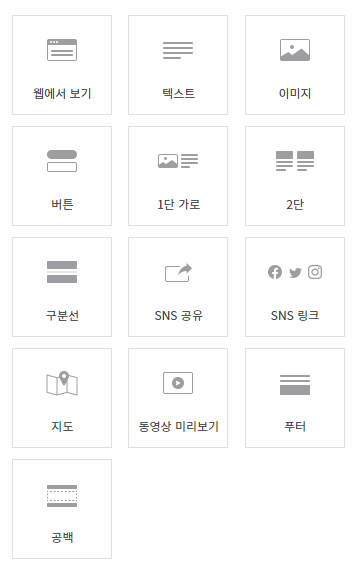 웹에서 보기
텍스트
이미지
버튼
1단 가로
2단
구분선
SNS 공유
SNS 링크
지도
동영상 미리보기
푸터
공백